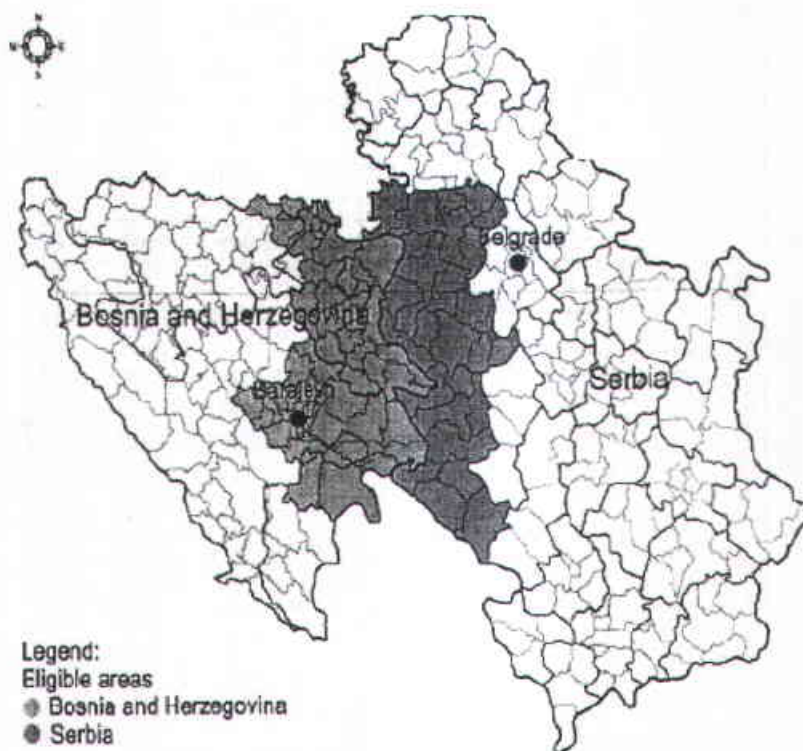 N
S
Belgrade
Bosnia and Herzegovina
Serbia
Legend:
Eligible areas
Bosnia and Herzegovina
Serbia